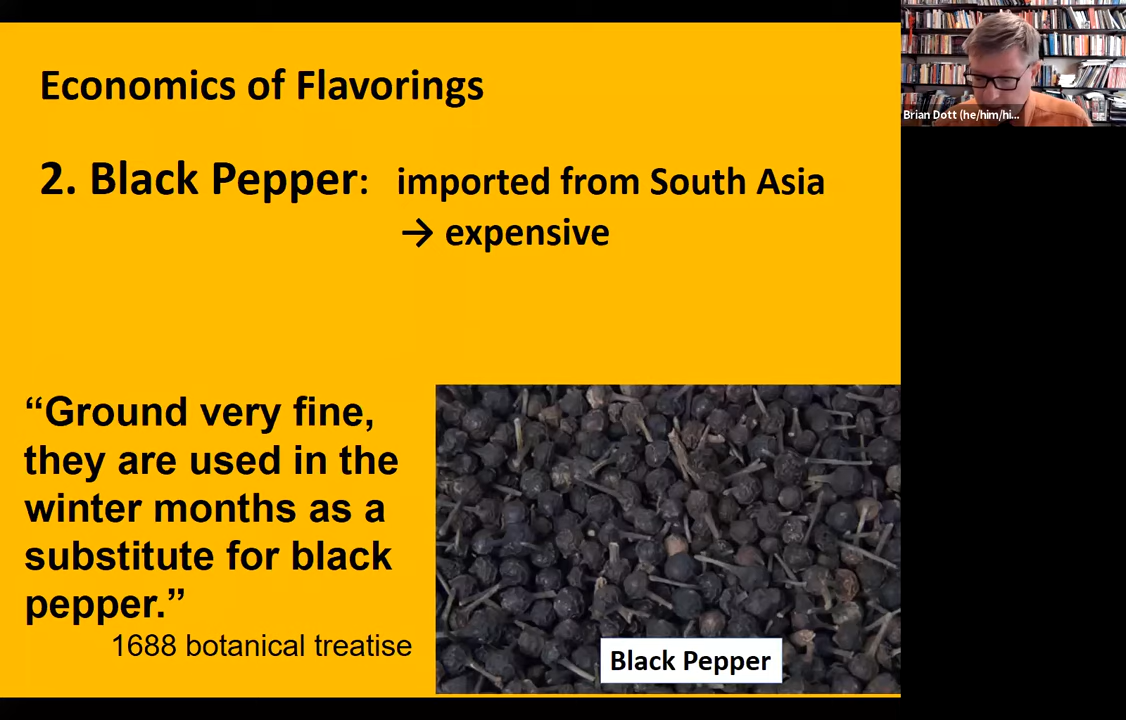 Economics of Flavorings
2. Black Pepper: imported from South Asia
→ expensive
“Ground very fine,
they are used in the
winter months as a
substitute for black
pepper.”
1688 botanical treatise
Black Pepper
Brian Dott (he/him/hi...